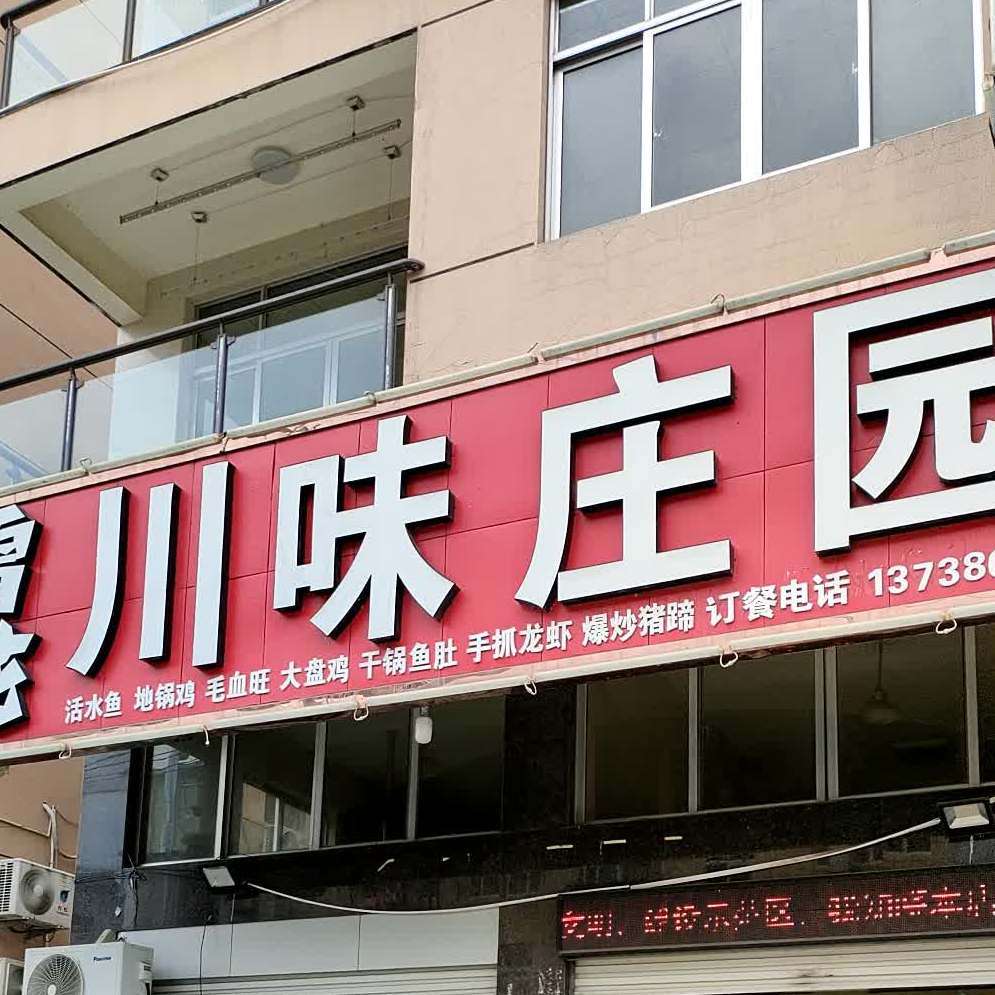 川味庄园
活水鱼 地锅鸡 毛血旺 大盘鸡 干锅鱼肚 手抓龙虾 爆炒猪蹄 订餐电话 13738
Panasonic